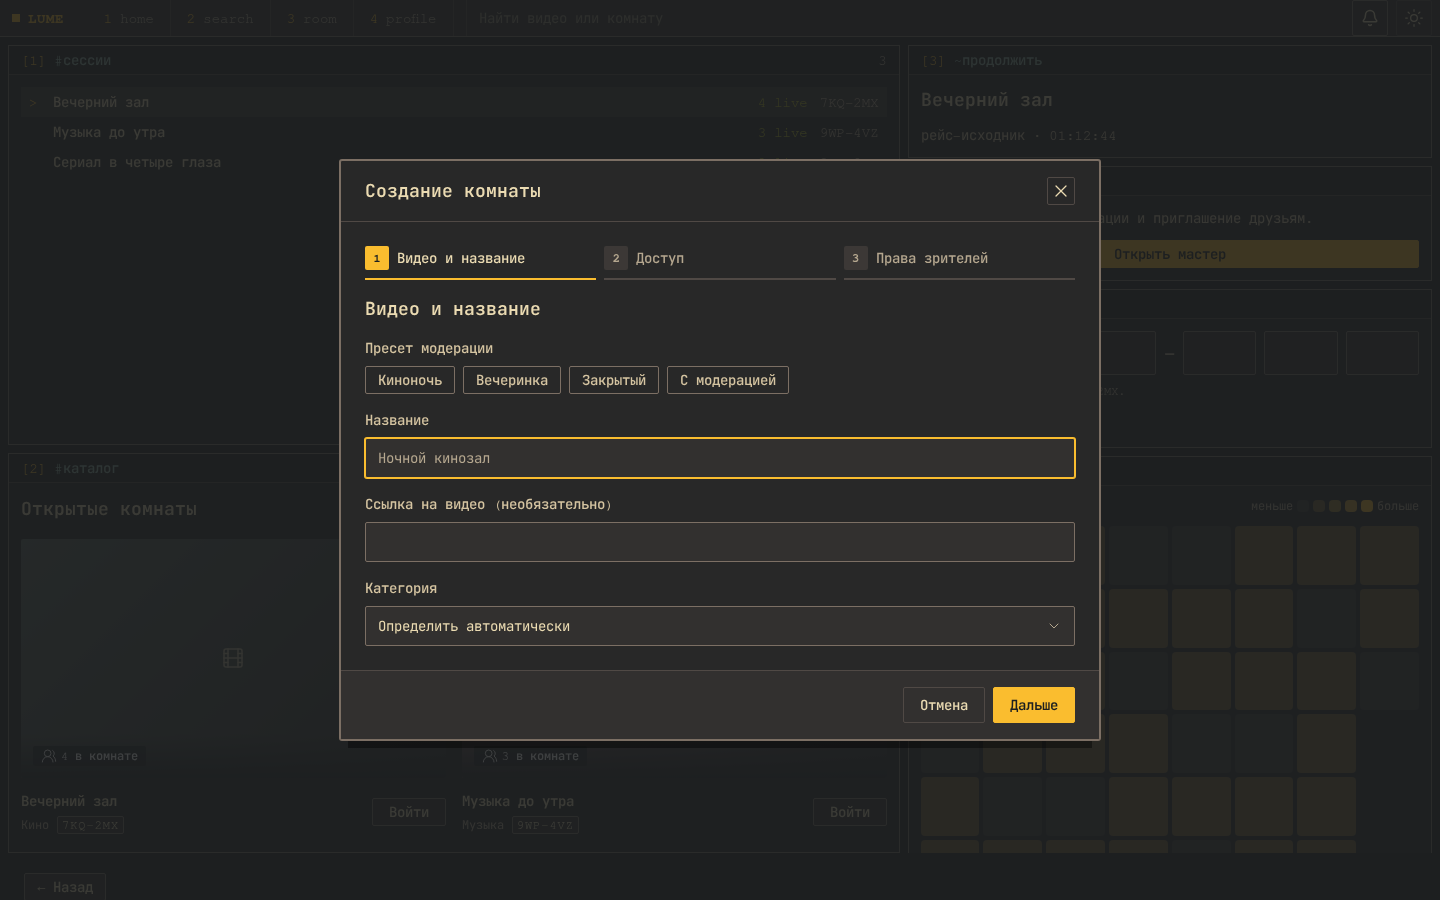 LUME 1 home 2 search 3 room 4 profile Найти видео или комнату
[1] #сессии 3
> Вечерний зал 4 live 7KQ-2MX
Музыка до утра 3 live 9WP-4VZ
Сериал в четыре глаза
[3] ~продолжить
Вечерний зал
рейс-исходник · 01:12:44
и приглашение друзьям.
Открыть мастер
—
Создание комнаты
1 Видео и название 2 Доступ 3 Права зрителей
Видео и название
Пресет модерации
Киноночь Вечеринка Закрытый С модерацией
Название
Ночной кинозал
Ссылка на видео (необязательно)
Категория
Определить автоматически
Отмена Дальше
[2] #каталог
Открытые комнаты
меньше больше
4 в комнате 3 в комнате
Вечерний зал Войти Музыка до утра Войти
Кино 7KQ-2MX Музыка 9WP-4VZ
← Назад